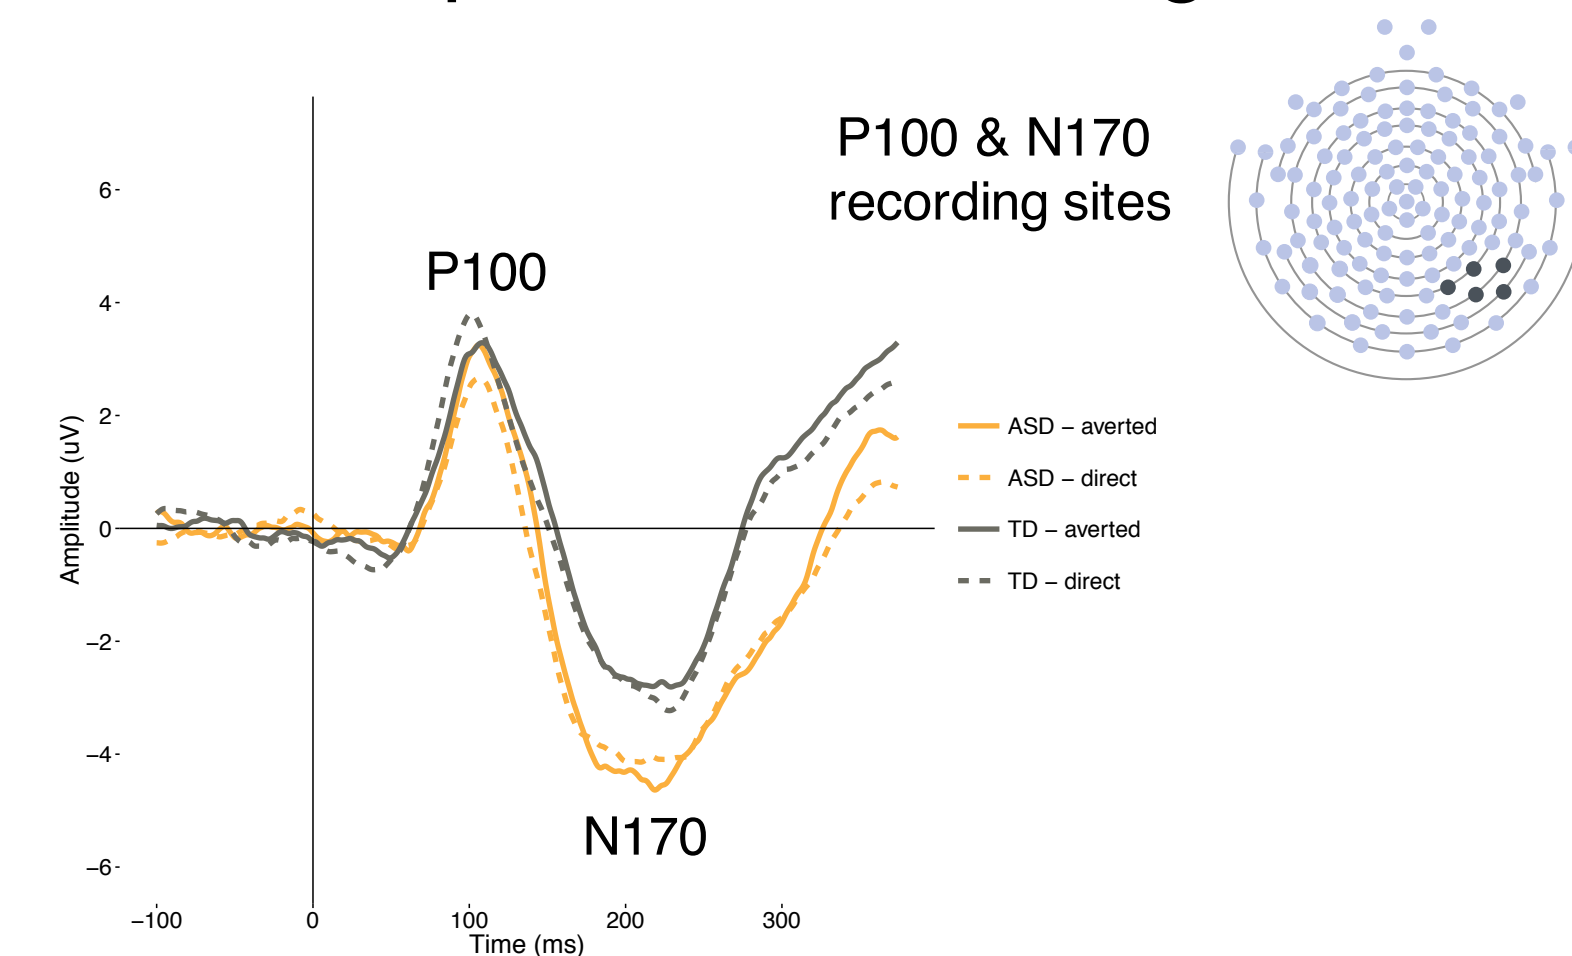 P100 & N170
recording sites
6
P100
4
2
0
−2
−4
−6
Amplitude (uV)
N170
−100 0 100 200 300
Time (ms)
ASD − averted
ASD − direct
TD − averted
TD − direct